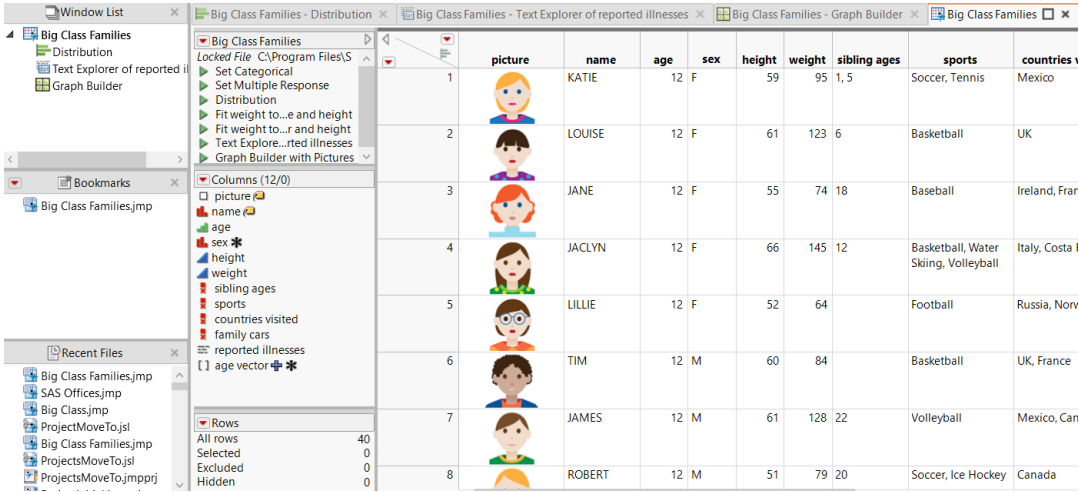 Window List
Big Class Families
Distribution
Text Explorer of reported il
Graph Builder
Bookmarks
Big Class Families.jmp
Recent Files
Big Class Families.jmp
SAS Offices.jmp
Big Class.jmp
ProjectMoveTo.jsl
Big Class Families.jmp
ProjectsMoveTo.jsl
ProjectsMoveTo.jmpprj
Big Class Families - Distribution
Big Class Families - Text Explorer of reported illnesses
Big Class Families - Graph Builder
Big Class Families
Big Class Families
Locked File C:\Program Files\S
Set Categorical
Set Multiple Response
Distribution
Fit weight to...e and height
Fit weight to...r and height
Text Explore...rted illnesses
Graph Builder with Pictures
Columns (12/0)
picture
name
age
sex
height
weight
sibling ages
sports
countries visited
family cars
reported illnesses
age vector
Rows
All rows 40
Selected 0
Excluded 0
Hidden 0
picture name age sex height weight sibling ages sports countries v
1 KATIE 12 F 59 95 1, 5 Soccer, Tennis Mexico
2 LOUISE 12 F 61 123 6 Basketball UK
3 JANE 12 F 55 74 18 Baseball Ireland, Fran
4 JACLYN 12 F 66 145 12 Basketball, Water Italy, Costa
Skiing, Volleyball
5 LILLIE 12 F 52 64 Football Russia, Norw
6 TIM 12 M 60 84 Basketball UK, France
7 JAMES 12 M 61 128 22 Volleyball Mexico, Can
8 ROBERT 12 M 51 79 20 Soccer, Ice Hockey Canada